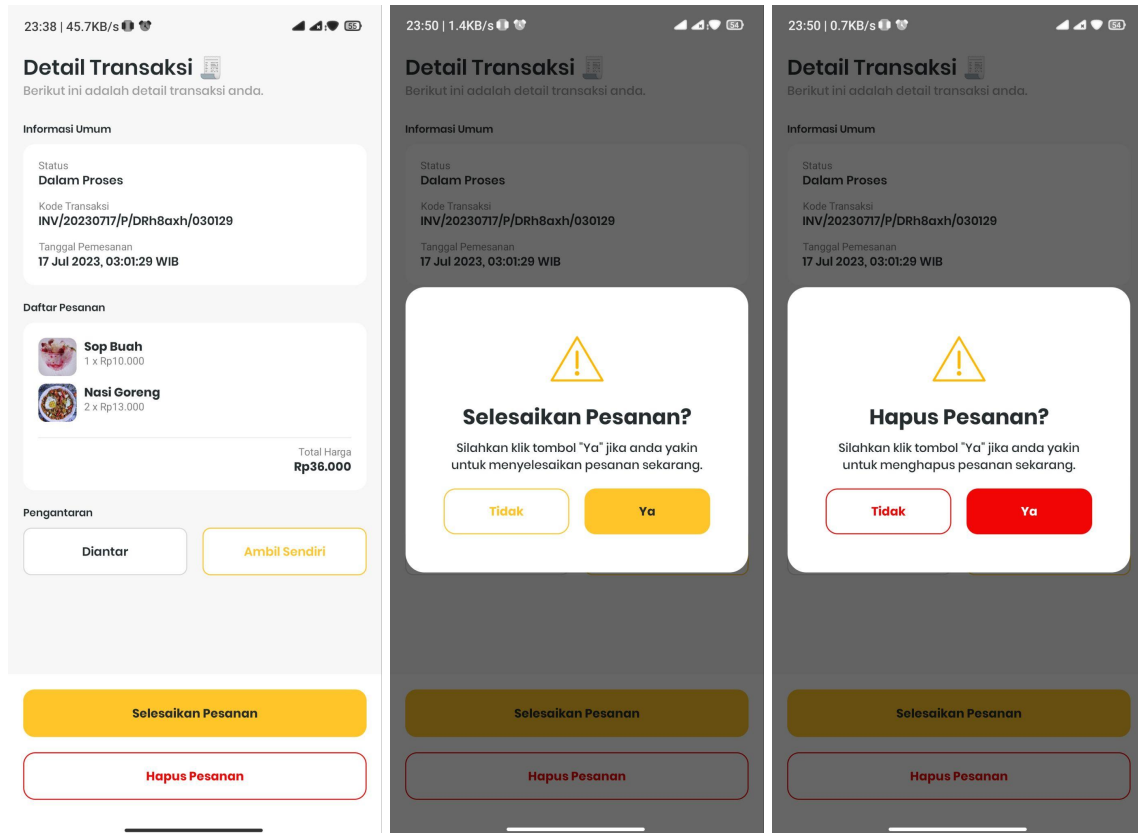 23:38 | 45.7KB/s
55
Detail Transaksi
Berikut ini adalah detail transaksi anda.
Informasi Umum
Status
Dalam Proses
Kode Transaksi
INV/20230717/P/DRh8axh/030129
Tanggal Pemesanan
17 Jul 2023, 03:01:29 WIB
Daftar Pesanan
Sop Buah
1 x Rp10.000
Nasi Goreng
2 x Rp13.000
Total Harga
Rp36.000
Pengantaran
Diantar
Ambil Sendiri
Selesaikan Pesanan
Hapus Pesanan
23:50 | 1.4KB/s
54
Detail Transaksi
Berikut ini adalah detail transaksi anda.
Informasi Umum
Status
Dalam Proses
Kode Transaksi
INV/20230717/P/DRh8axh/030129
Tanggal Pemesanan
17 Jul 2023, 03:01:29 WIB
Selesaikan Pesanan?
Silahkan klik tombol "Ya" jika anda yakin
untuk menyelesaikan pesanan sekarang.
Tidak
Ya
Selesaikan Pesanan
Hapus Pesanan
23:50 | 0.7KB/s
54
Detail Transaksi
Berikut ini adalah detail transaksi anda.
Informasi Umum
Status
Dalam Proses
Kode Transaksi
INV/20230717/P/DRh8axh/030129
Tanggal Pemesanan
17 Jul 2023, 03:01:29 WIB
Hapus Pesanan?
Silahkan klik tombol "Ya" jika anda yakin
untuk menghapus pesanan sekarang.
Tidak
Ya
Selesaikan Pesanan
Hapus Pesanan